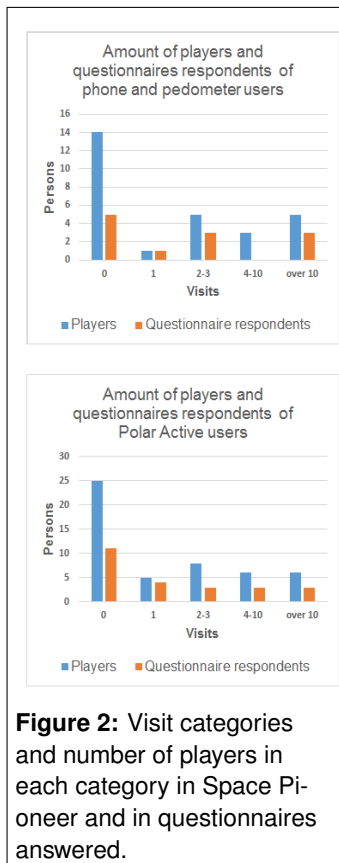 Amount of players and
questionnaires respondents of
phone and pedometer users
16
14
12
10
8
6
4
2
0
Persons
0 1 2-3 4-10 over 10
Visits
Players Questionnaire respondents
Amount of players and
questionnaires respondents of
Polar Active users
30
25
20
15
10
5
0
Persons
0 1 2-3 4-10 over 10
Visits
Players Questionnaire respondents
Figure 2: Visit categories
and number of players in
each category in Space Pi-
oneer and in questionnaires
answered.